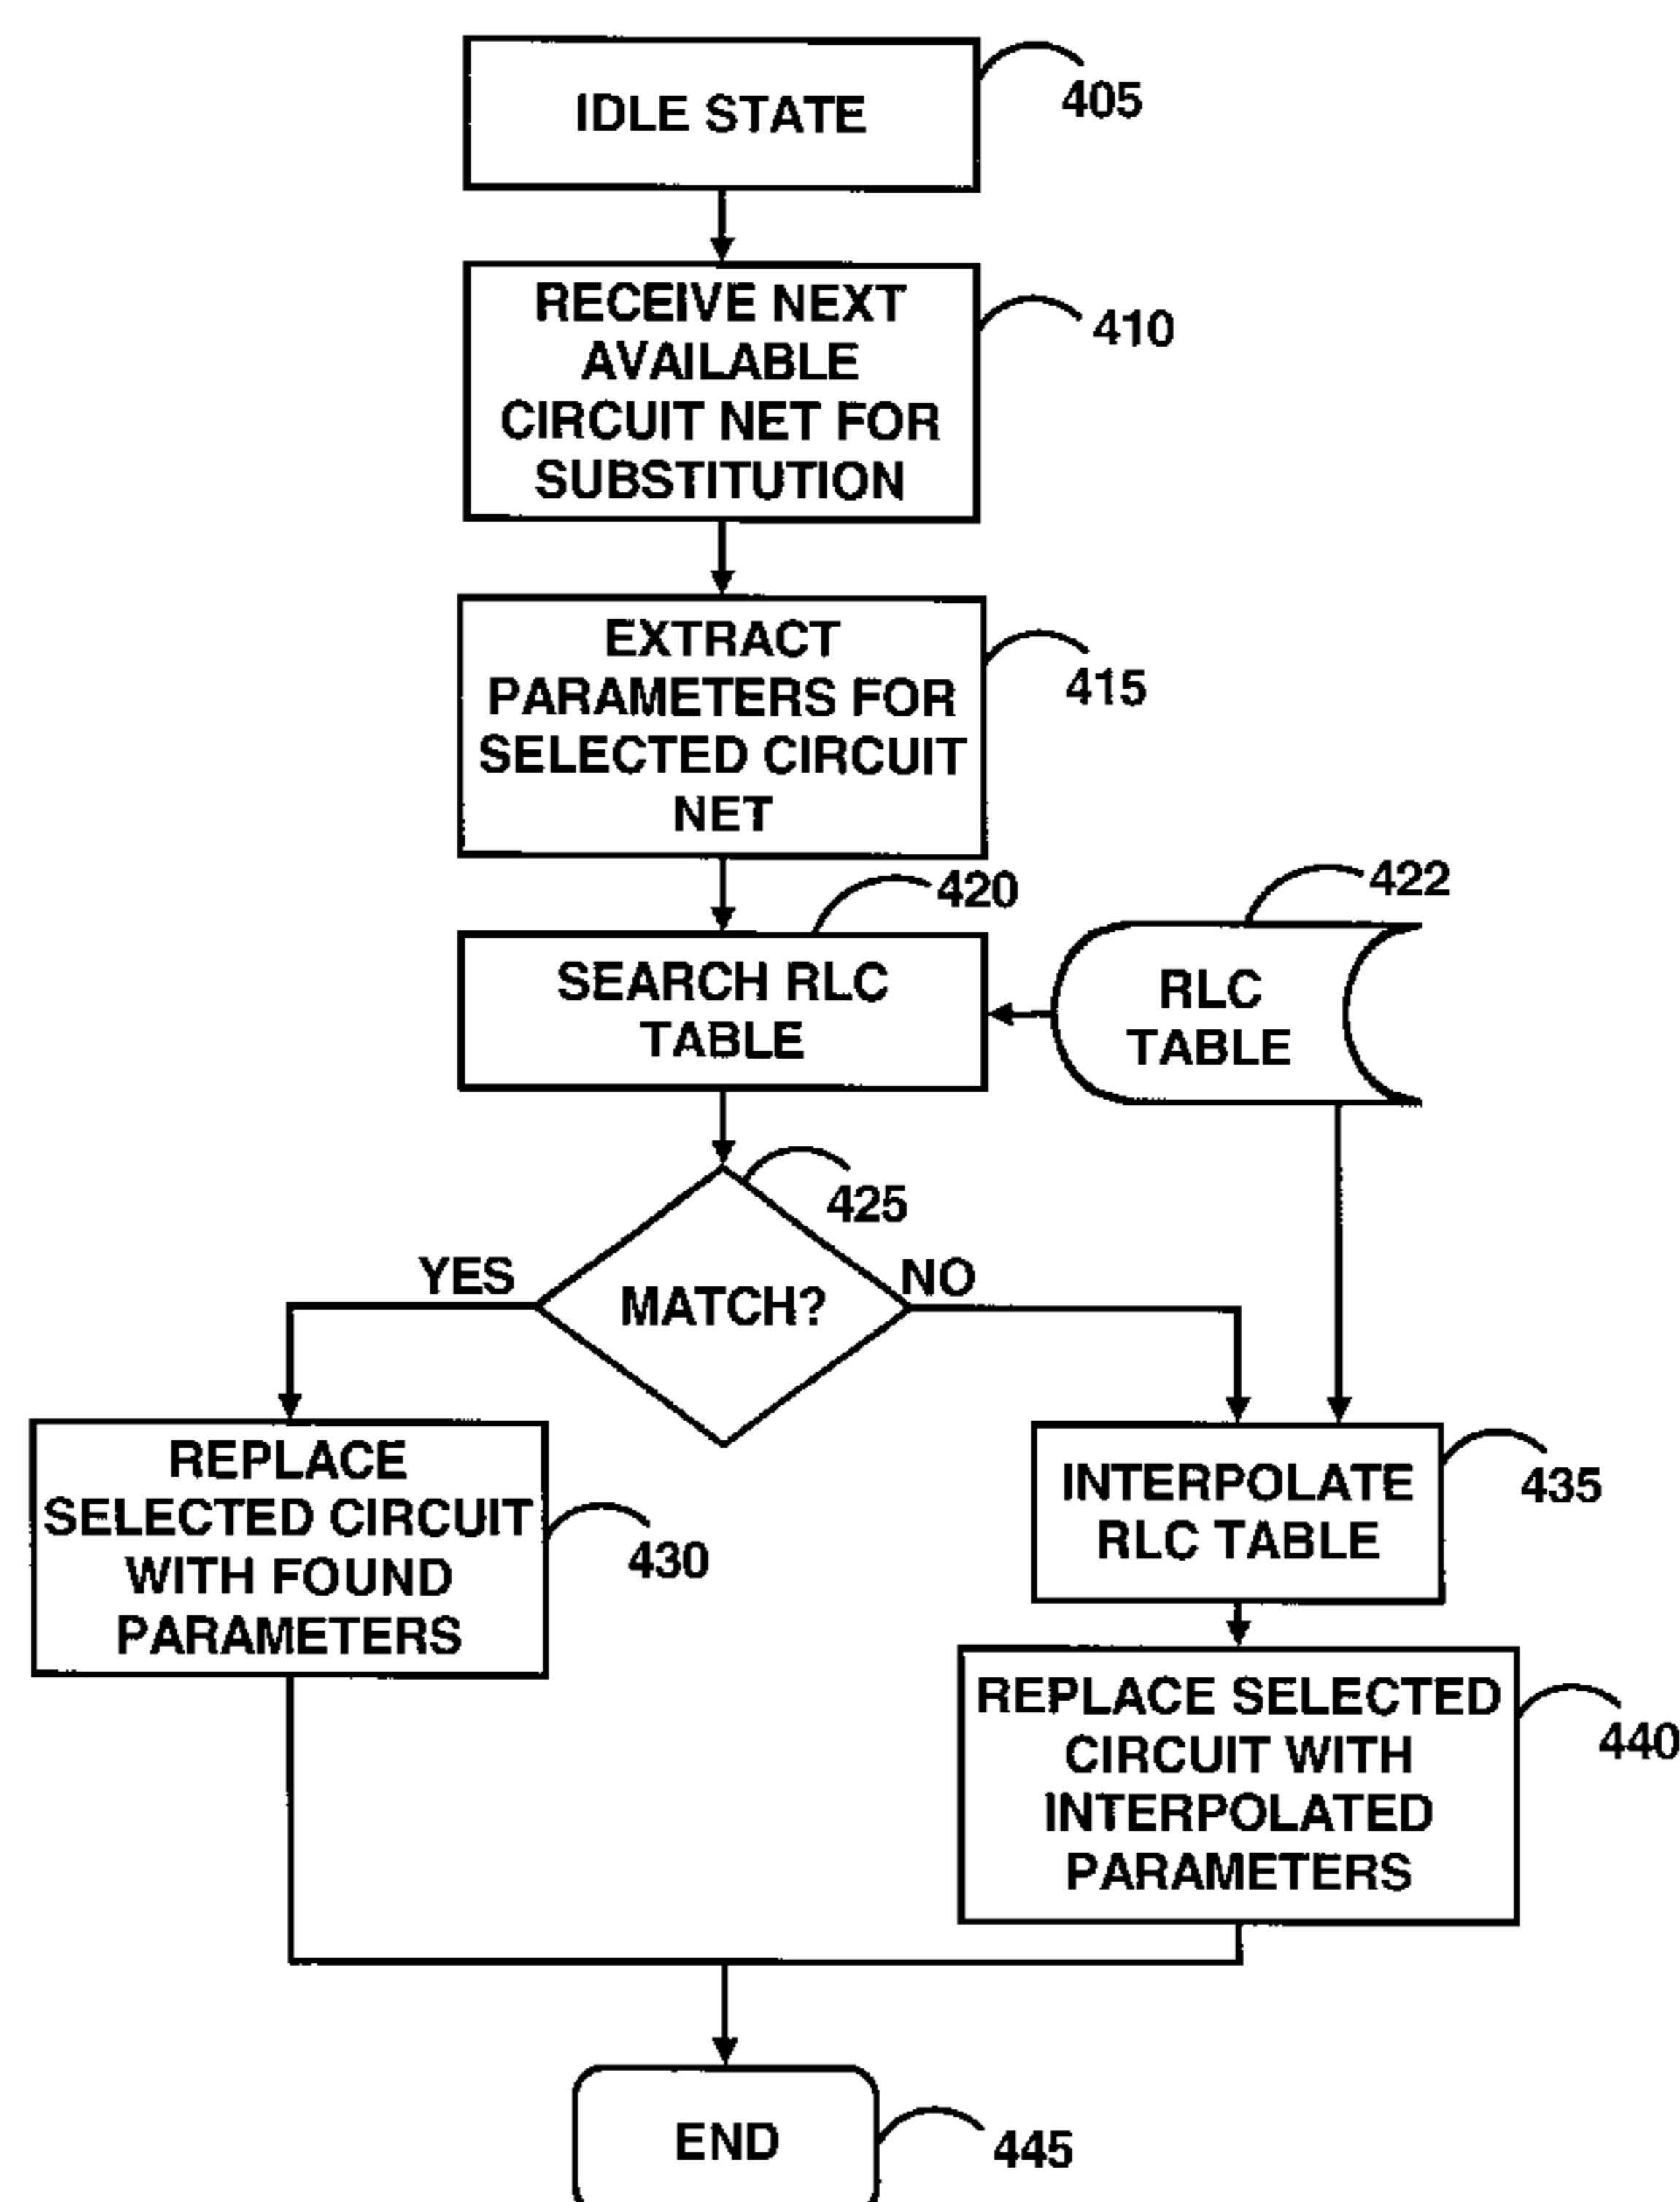 IDLE STATE
405
RECEIVE NEXT
AVAILABLE
CIRCUIT NET FOR
SUBSTITUTION
410
EXTRACT
PARAMETERS FOR
SELECTED CIRCUIT
NET
415
420
SEARCH RLC
TABLE
422
RLC
TABLE
425
MATCH?
YES
NO
REPLACE
SELECTED CIRCUIT
WITH FOUND
PARAMETERS
430
INTERPOLATE
RLC TABLE
435
REPLACE SELECTED
CIRCUIT WITH
INTERPOLATED
PARAMETERS
440
END
445